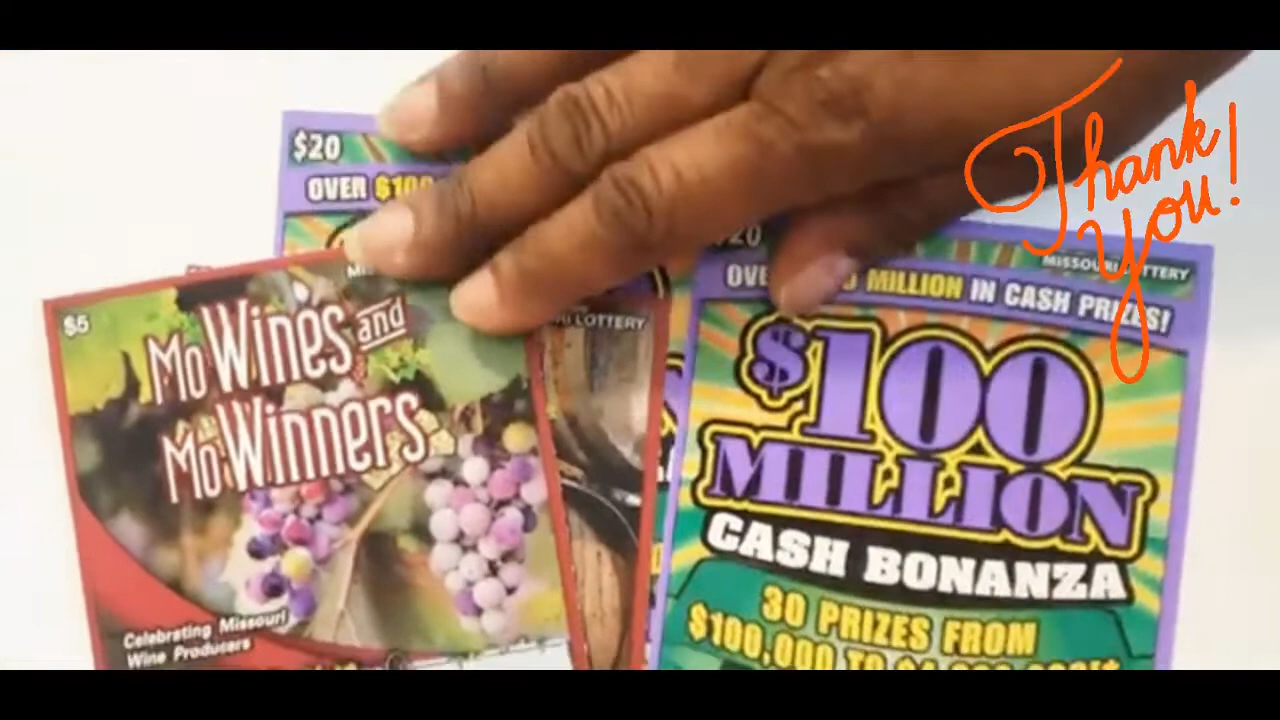 $20
OVER $100
$5
Mo Wines and
Mo Winners
Celebrating Missouri
Wine Producers
LOTTERY
Thank
You!
MISSOURI LOTTERY
MILLION IN CASH PRIZES!
$100
MILLION
CASH BONANZA
30 PRIZES FROM
$100,000 TO